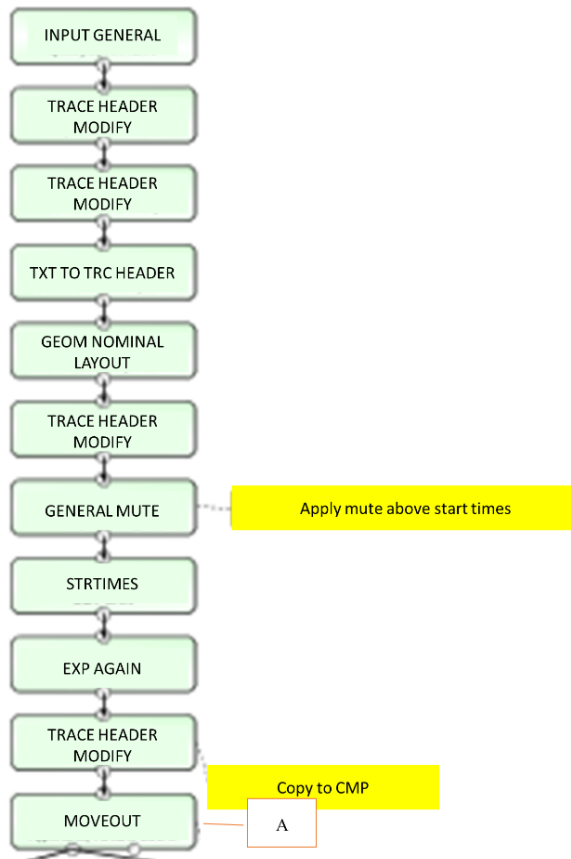 INPUT GENERAL
TRACE HEADER
MODIFY
TRACE HEADER
MODIFY
TXT TO TRC HEADER
GEOM NOMINAL
LAYOUT
TRACE HEADER
MODIFY
GENERAL MUTE
Apply mute above start times
STRTIMES
EXP AGAIN
TRACE HEADER
MODIFY
Copy to CMP
MOVEOUT
A